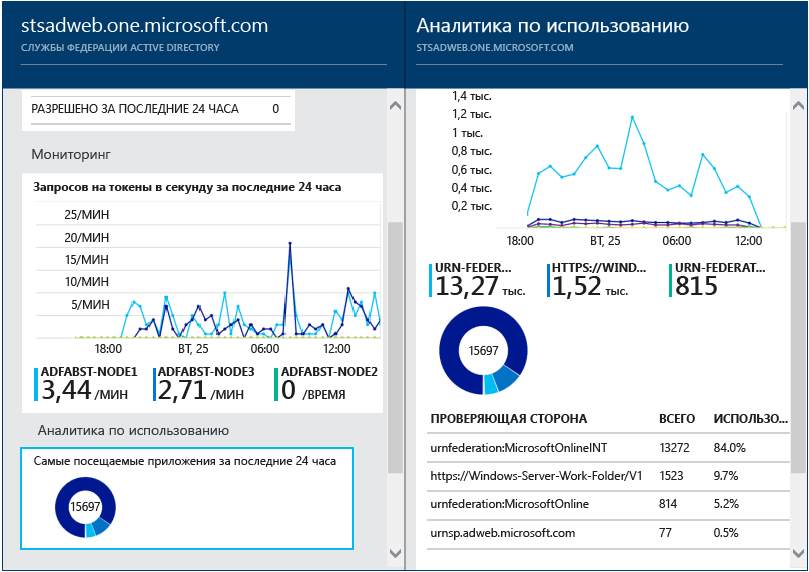 stsadweb.one.microsoft.com
СЛУЖБЫ ФЕДЕРАЦИИ ACTIVE DIRECTORY
РАЗРЕШЕНО ЗА ПОСЛЕДНИЕ 24 ЧАСА 0
Мониторинг
Запросов на токены в секунду за последние 24 часа
25/МИН
20/МИН
15/МИН
10/МИН
5/МИН
18:00 ВТ, 25 06:00 12:00
ADFABST-NODE1 ADFABST-NODE3 ADFABST-NODE2
3,44 /МИН 2,71 /МИН 0 /ВРЕМЯ
Аналитика по использованию
Самые посещаемые приложения за последние 24 часа
15697
Аналитика по использованию
STSADWEB.ONE.MICROSOFT.COM
1,4 тыс.
1,2 тыс.
1 тыс.
0,8 тыс.
0,6 тыс.
0,4 тыс.
0,2 тыс.
18:00 ВТ, 25 06:00 12:00
URN-FEDER... HTTPS://WIND... URN-FEDERAT...
13,27 тыс. 1,52 тыс. 815
15697
ПРОВЕРЯЮЩАЯ СТОРОНА ВСЕГО ИСПОЛЬЗО...
urnfederation:MicrosoftOnlineINT 13272 84.0%
https://Windows-Server-Work-Folder/V1 1523 9.7%
urnfederation:MicrosoftOnline 814 5.2%
urnsp.adweb.microsoft.com 77 0.5%